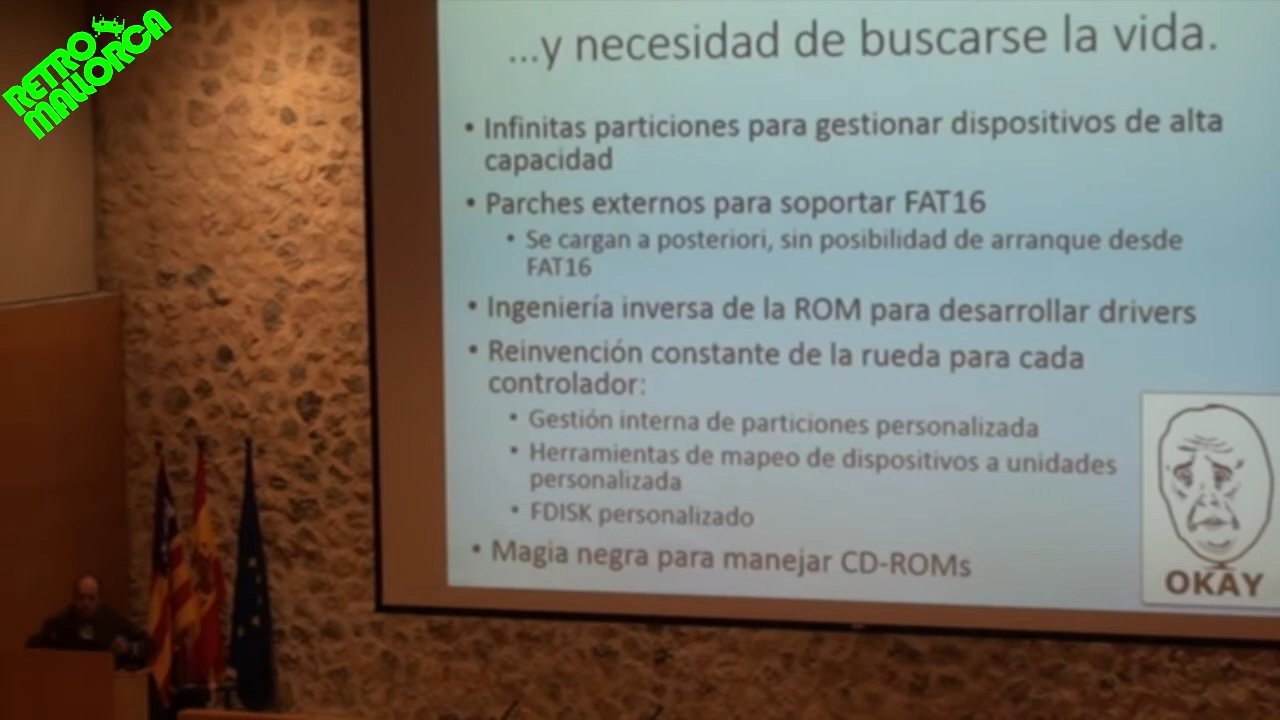 RETRO
MALLORCA
...y necesidad de buscarse la vida.
• Infinitas particiones para gestionar dispositivos de alta
capacidad
• Parches externos para soportar FAT16
• Se cargan a posteriori, sin posibilidad de arranque desde
FAT16
• Ingeniería inversa de la ROM para desarrollar drivers
• Reinvención constante de la rueda para cada
controlador:
• Gestión interna de particiones personalizada
• Herramientas de mapeo de dispositivos a unidades
personalizada
• FDISK personalizado
• Magia negra para manejar CD-ROMs
OKAY